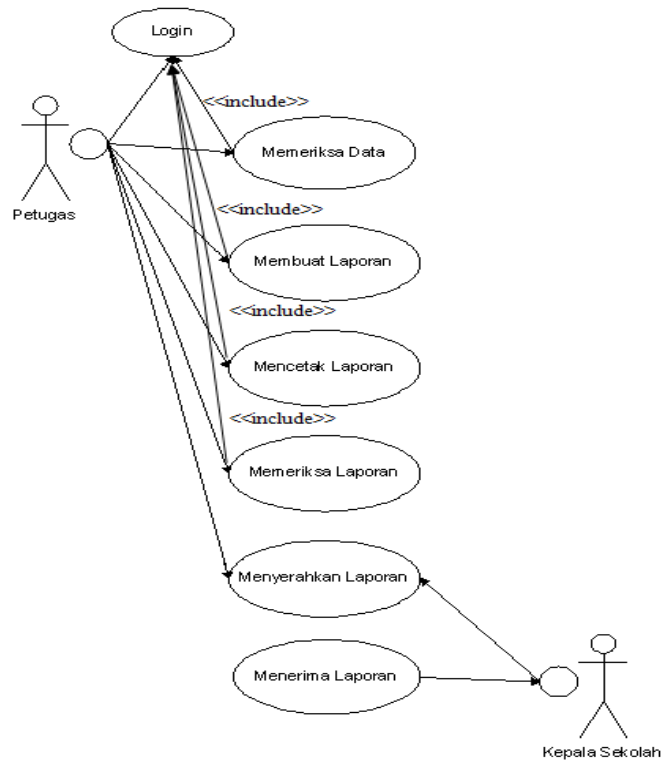 Login
<<include>>
Memeriksa Data
Petugas
<<include>>
Membuat Laporan
<<include>>
Mencetak Laporan
<<include>>
Memeriksa Laporan
Menyerahkan Laporan
Menerima Laporan
Kepala Sekolah